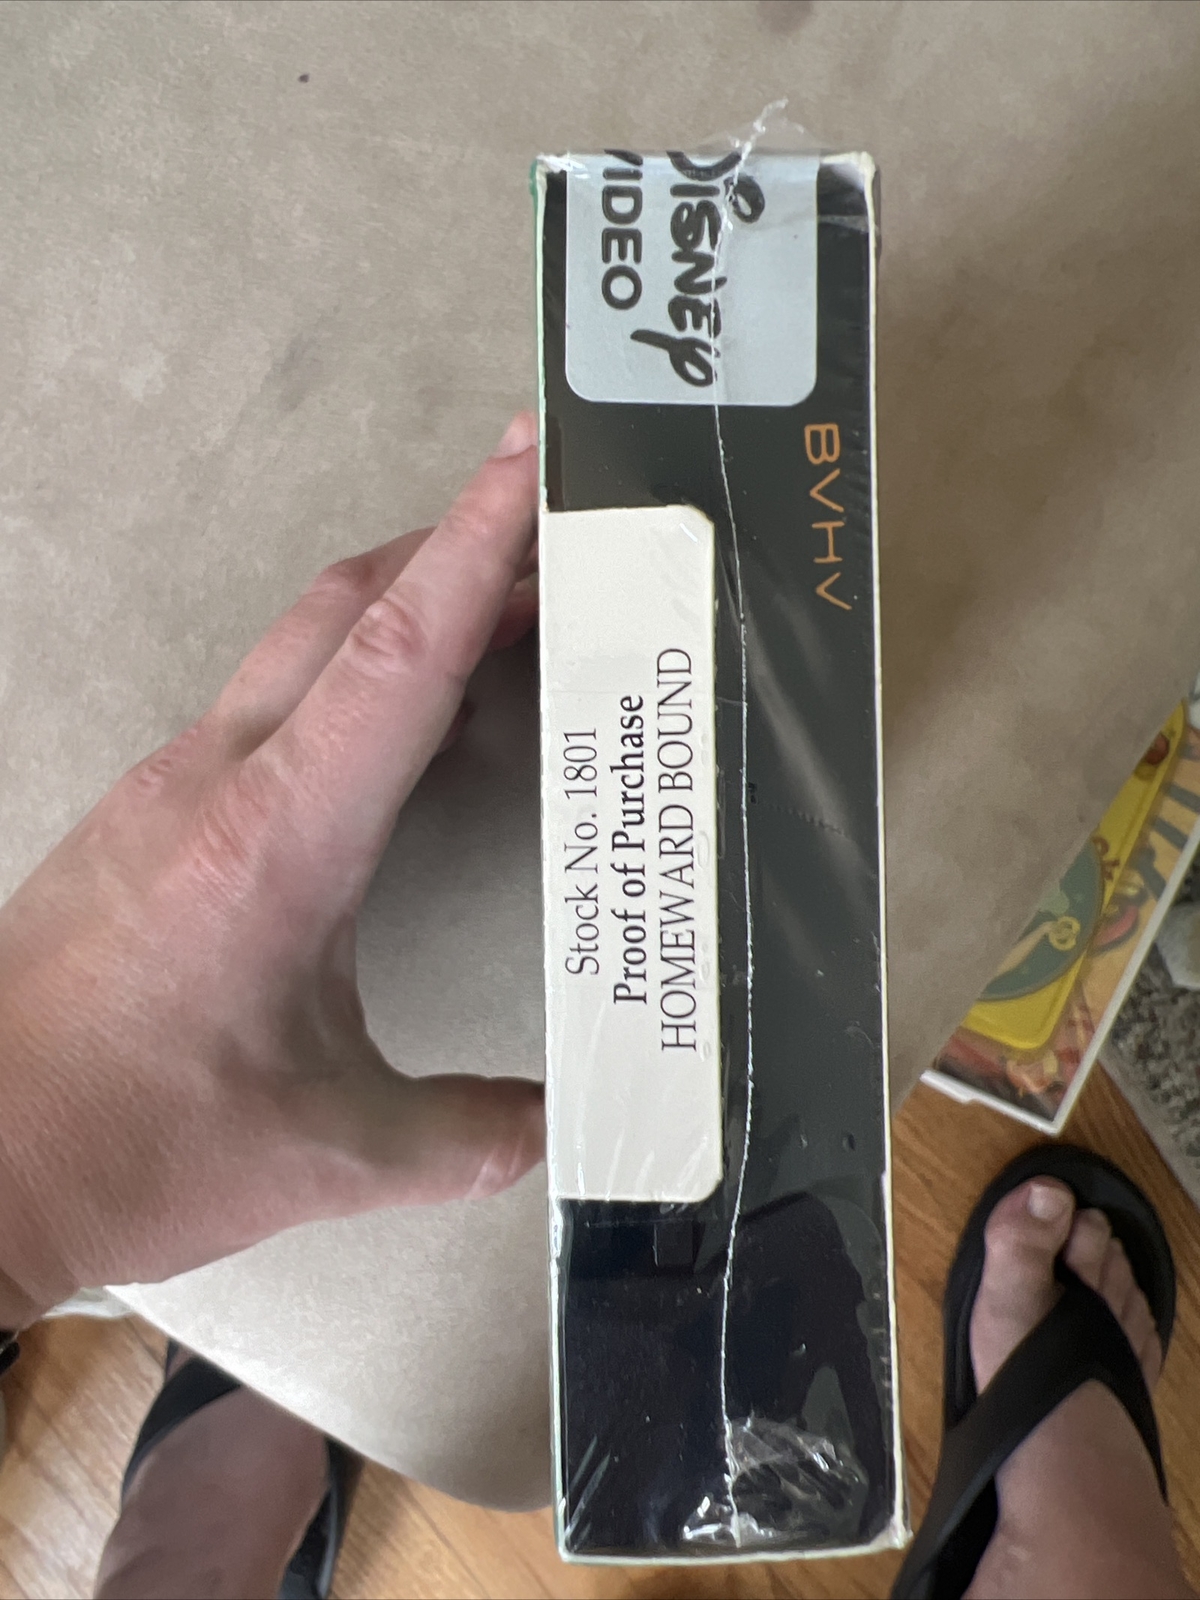 DISNEY
VIDEO
BVHV
Stock No. 1801
Proof of Purchase
HOMEWARD BOUND